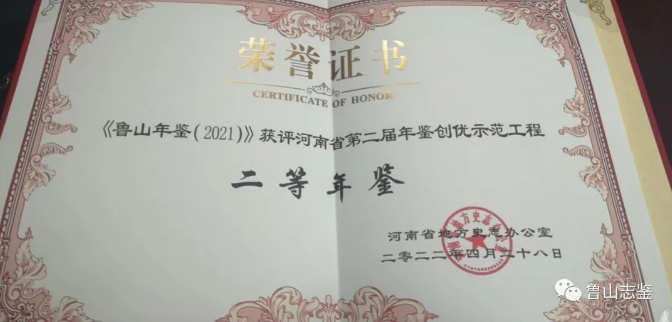 荣誉证书
CERTIFICATE OF HONOR
《鲁山年鉴(2021)》获评河南省第二届年鉴创优示范工程
二等年鉴
河南省地方史志办公室
二〇二二年四月二十八日
鲁山志鉴